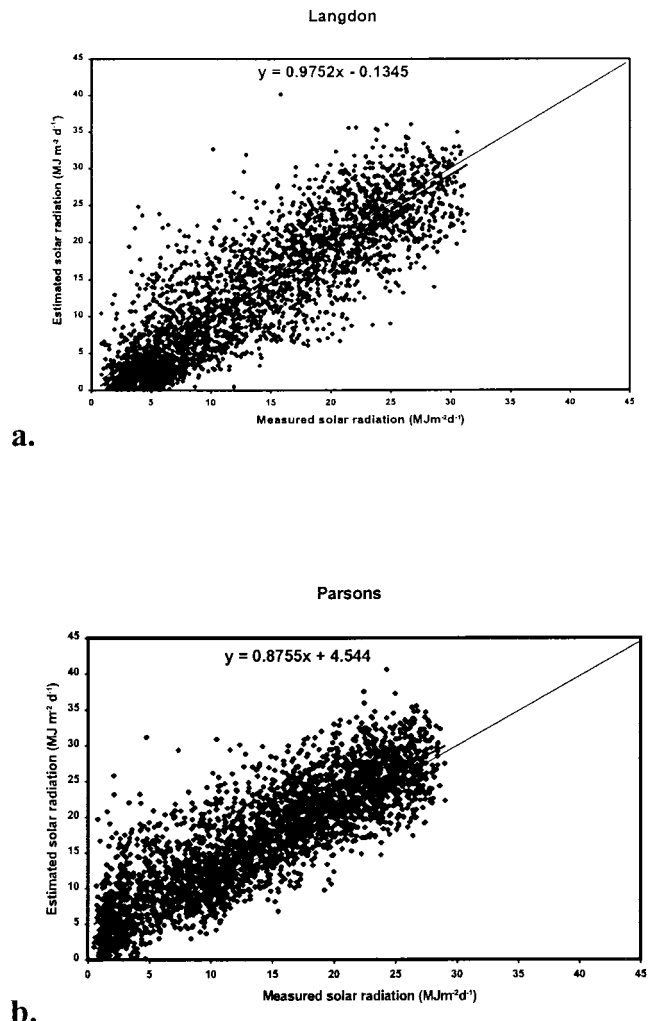 Langdon
y = 0.9752x - 0.1345
Estimated solar radiation (MJ m⁻² d⁻¹)
45
40
35
30
25
20
15
10
5
0
0 5 10 15 20 25 30 35 40 45
Measured solar radiation (MJm⁻²d⁻¹)
a.
Parsons
y = 0.8755x + 4.544
Estimated solar radiation (MJ m⁻² d⁻¹)
45
40
35
30
25
20
15
10
5
0
0 5 10 15 20 25 30 35 40 45
Measured solar radiation (MJm⁻²d⁻¹)
b.